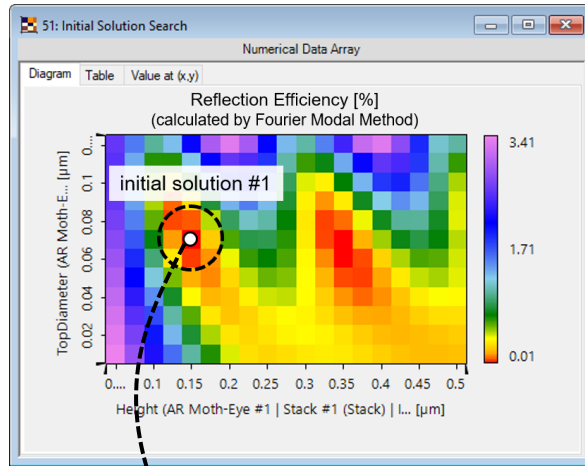 51: Initial Solution Search
Numerical Data Array
Diagram Table Value at (x,y)
Reflection Efficiency [%]
(calculated by Fourier Modal Method)
initial solution #1
TopDiameter (AR Moth-E... [µm]
0....
0.1
0.08
0.06
0.04
0.02
3.41
1.71
0.01
0.... 0.1 0.15 0.2 0.25 0.3 0.35 0.4 0.45 0.5
Height (AR Moth-Eye #1 | Stack #1 (Stack) | I... [µm]